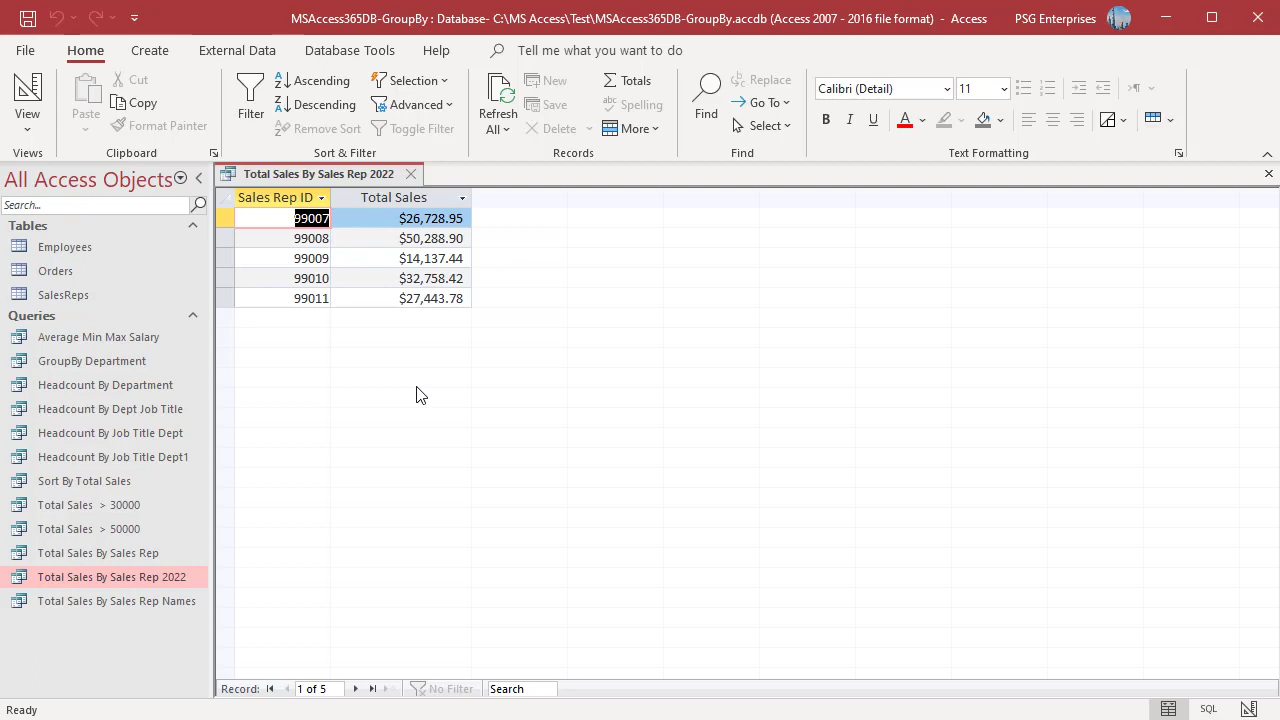 MSAccess365DB-GroupBy : Database- C:\MS Access\Test\MSAccess365DB-GroupBy.accdb (Access 2007 - 2016 file format) - Access
PSG Enterprises
File Home Create External Data Database Tools Help Tell me what you want to do
View
Views
Paste
Cut
Copy
Format Painter
Clipboard
Filter
Ascending
Descending
Remove Sort
Selection
Advanced
Toggle Filter
Sort & Filter
Refresh
All
New
Save
Delete
Totals
Spelling
More
Records
Find
Replace
Go To
Select
Find
Calibri (Detail) 11
B I U A
Text Formatting
All Access Objects
Search...
Tables
Employees
Orders
SalesReps
Queries
Average Min Max Salary
GroupBy Department
Headcount By Department
Headcount By Dept Job Title
Headcount By Job Title Dept
Headcount By Job Title Dept1
Sort By Total Sales
Total Sales > 30000
Total Sales > 50000
Total Sales By Sales Rep
Total Sales By Sales Rep 2022
Total Sales By Sales Rep Names
Total Sales By Sales Rep 2022
Sales Rep ID Total Sales
99007 $26,728.95
99008 $50,288.90
99009 $14,137.44
99010 $32,758.42
99011 $27,443.78
Record: 1 of 5 No Filter Search
Ready
SQL